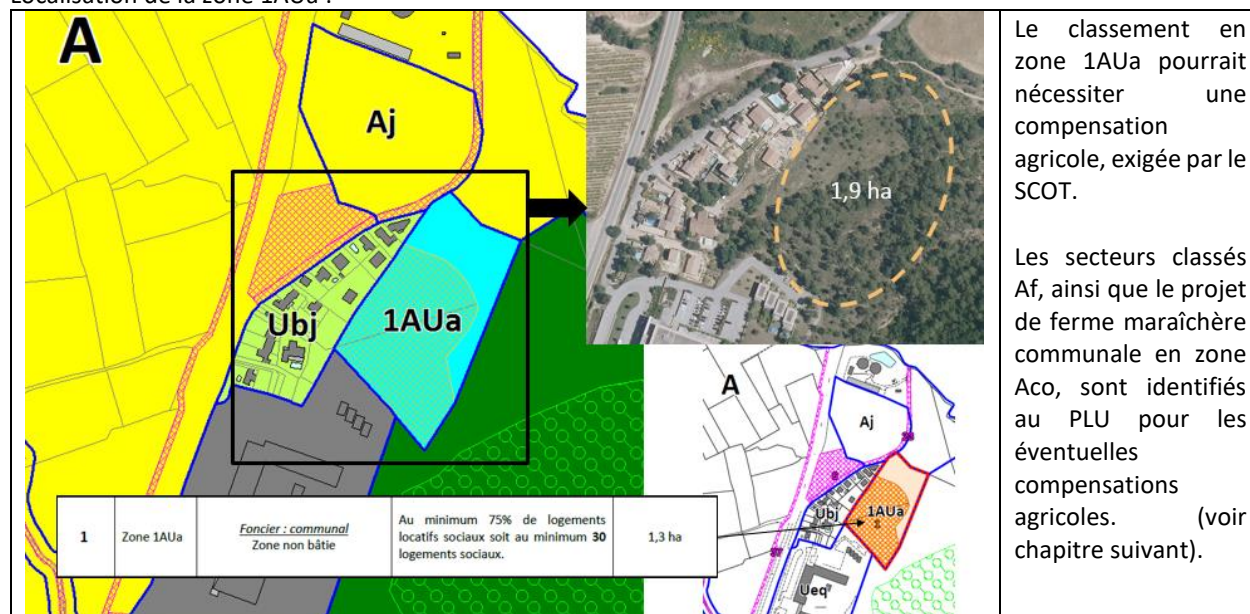 Localisation de la zone 1AUa :
A
Aj
1,9 ha
Ubj
1AUa
1
Zone 1AUa
Foncier : communal
Zone non bâtie
Au minimum 75% de logements
locatifs sociaux soit au minimum 30
logements sociaux.
1,3 ha
A
Aj
Ubj
1AUa
Ueq
Le classement en
zone 1AUa pourrait
nécessiter une
compensation
agricole, exigée par le
SCOT.
Les secteurs classés
Af, ainsi que le projet
de ferme maraîchère
communale en zone
Aco, sont identifiés
au PLU pour les
éventuelles
compensations
agricoles. (voir
chapitre suivant).